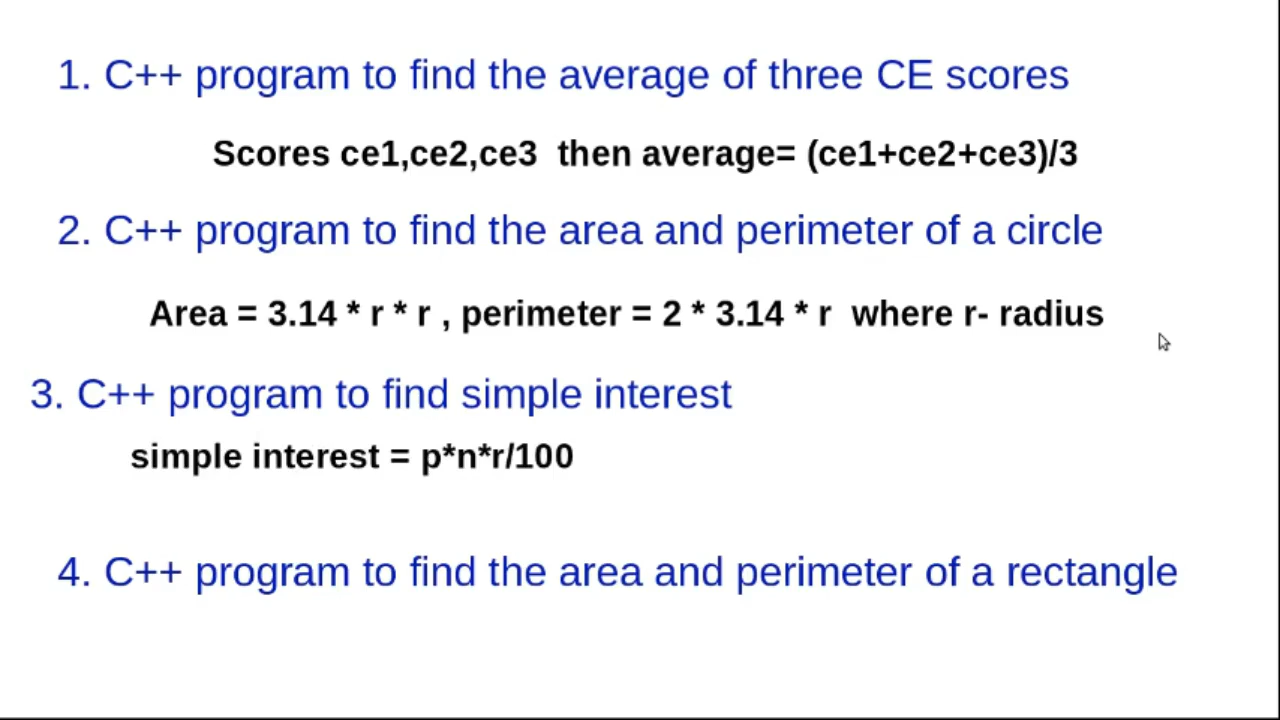 1. C++ program to find the average of three CE scores
Scores ce1,ce2,ce3  then average= (ce1+ce2+ce3)/3
2. C++ program to find the area and perimeter of a circle
Area = 3.14 * r * r , perimeter = 2 * 3.14 * r  where r- radius
3. C++ program to find simple interest
simple interest = p*n*r/100
4. C++ program to find the area and perimeter of a rectangle